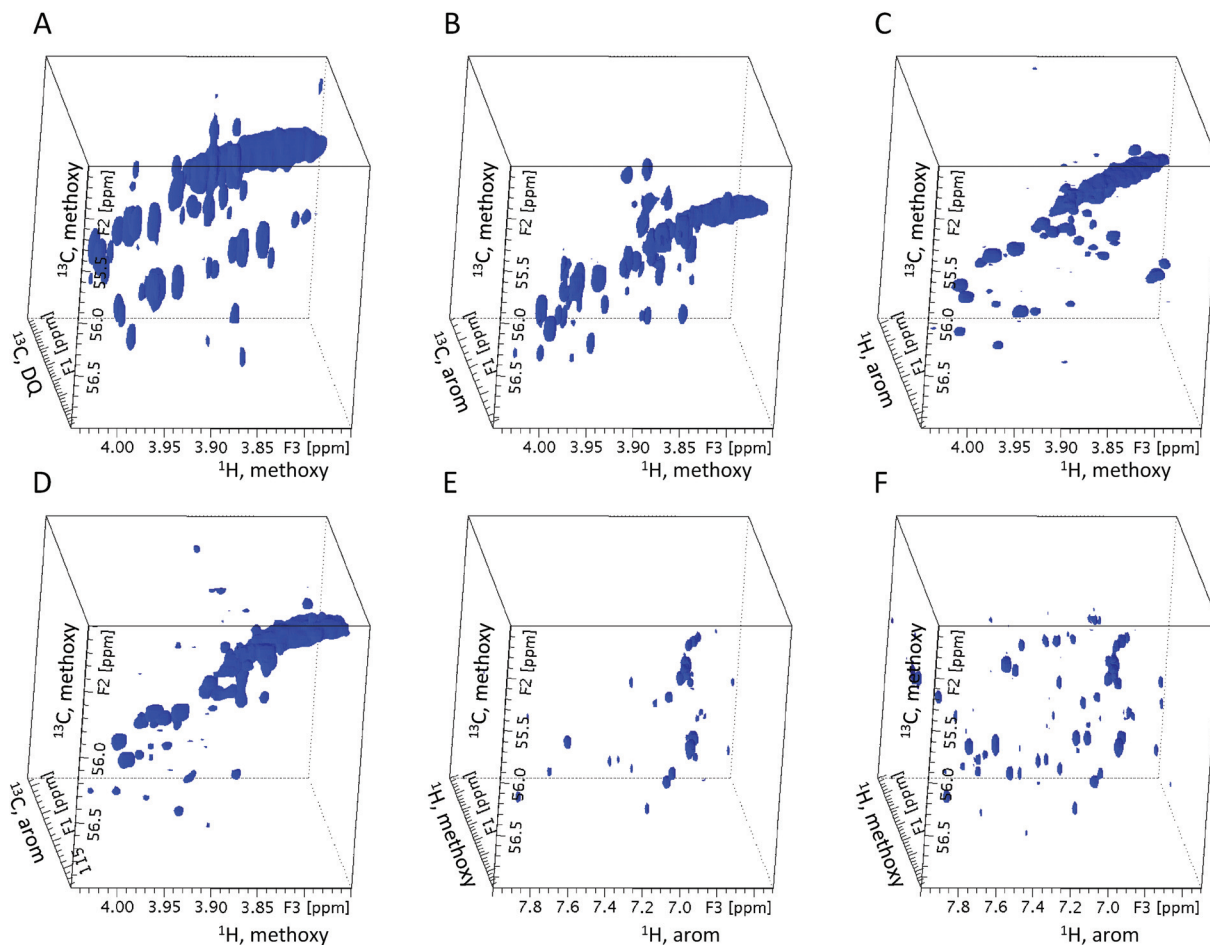 A
¹³C, methoxy
F2 [ppm]
55.5
56.0
56.5
¹³C, DQ
F1 [ppm]
4.00 3.95 3.90 3.85 F3 [ppm]
¹H, methoxy
B
¹³C, methoxy
F2 [ppm]
55.5
56.0
56.5
¹³C, arom
F1 [ppm]
4.00 3.95 3.90 3.85 F3 [ppm]
¹H, methoxy
C
¹³C, methoxy
F2 [ppm]
55.5
56.0
56.5
¹H, arom
F1 [ppm]
4.00 3.95 3.90 3.85 F3 [ppm]
¹H, methoxy
D
¹³C, methoxy
F2 [ppm]
56.0
56.5
¹³C, arom
F1 [ppm]
115
4.00 3.95 3.90 3.85 F3 [ppm]
¹H, methoxy
E
¹³C, methoxy
F2 [ppm]
55.5
56.0
56.5
¹H, methoxy
F1 [ppm]
7.8 7.6 7.4 7.2 7.0 F3 [ppm]
¹H, arom
F
¹³C, methoxy
F2 [ppm]
55.5
56.0
56.5
¹H, methoxy
F1 [ppm]
7.8 7.6 7.4 7.2 7.0 F3 [ppm]
¹H, arom